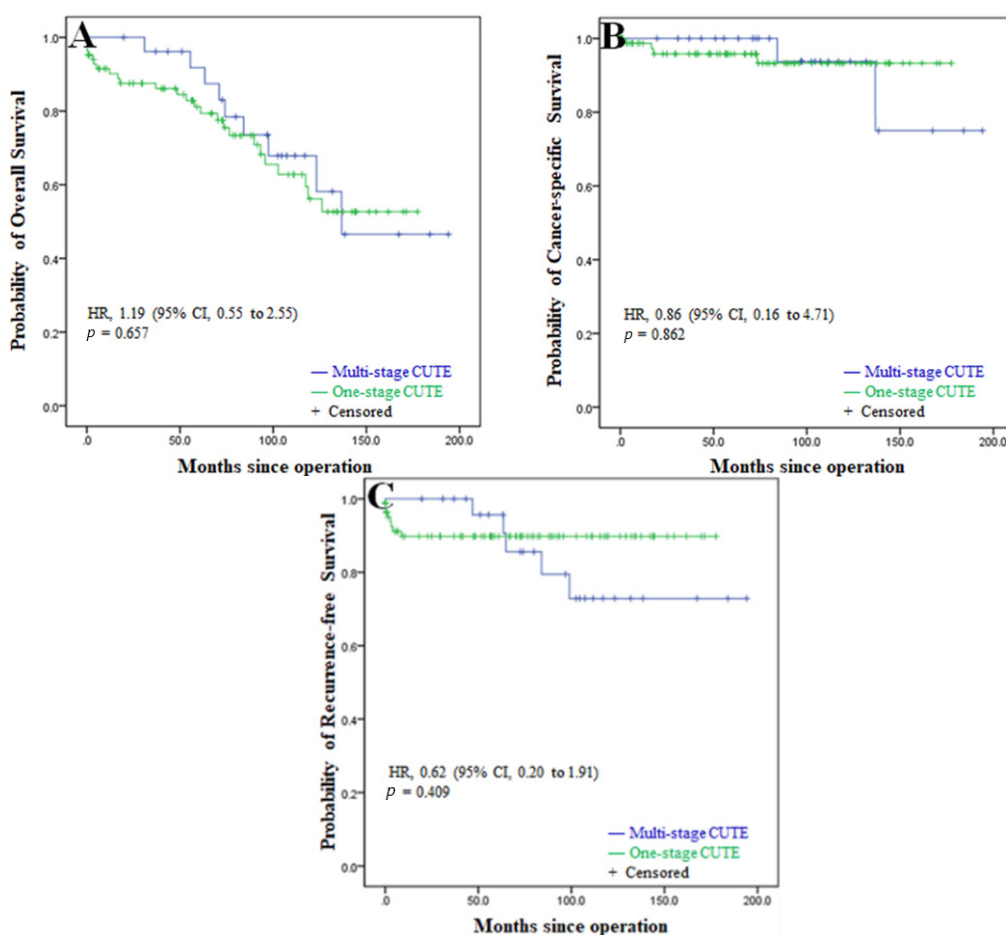 A
Probability of Overall Survival
1.0
0.8
0.6
0.4
0.2
0.0
HR, 1.19 (95% CI, 0.55 to 2.55)
p = 0.657
Multi-stage CUTE
One-stage CUTE
+ Censored
.0 50.0 100.0 150.0 200.0
Months since operation
B
Probability of Cancer-specific Survival
1.0
0.8
0.6
0.4
0.2
0.0
HR, 0.86 (95% CI, 0.16 to 4.71)
p = 0.862
Multi-stage CUTE
One-stage CUTE
+ Censored
.0 50.0 100.0 150.0 200.0
Months since operation
C
Probability of Recurrence-free Survival
1.0
0.8
0.6
0.4
0.2
0.0
HR, 0.62 (95% CI, 0.20 to 1.91)
p = 0.409
Multi-stage CUTE
One-stage CUTE
+ Censored
.0 50.0 100.0 150.0 200.0
Months since operation